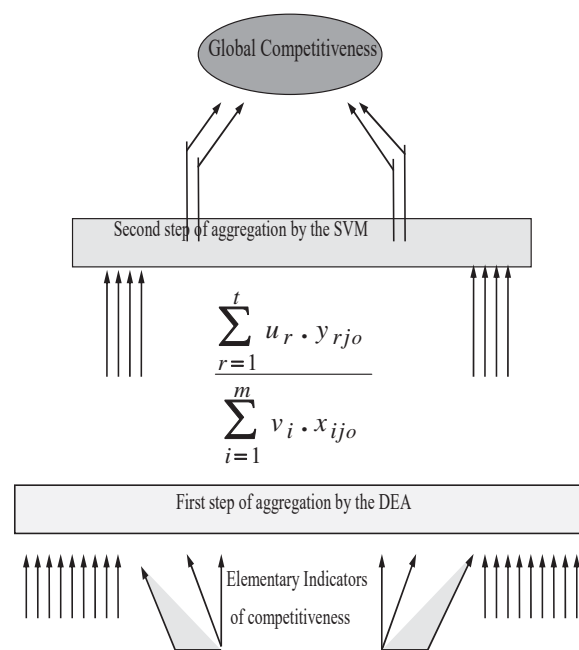 Global Competitiveness
Second step of aggregation by the SVM
t
∑ u_r . y_rjo
r=1
m
∑ v_i . x_ijo
i=1
First step of aggregation by the DEA
Elementary Indicators
of competitiveness